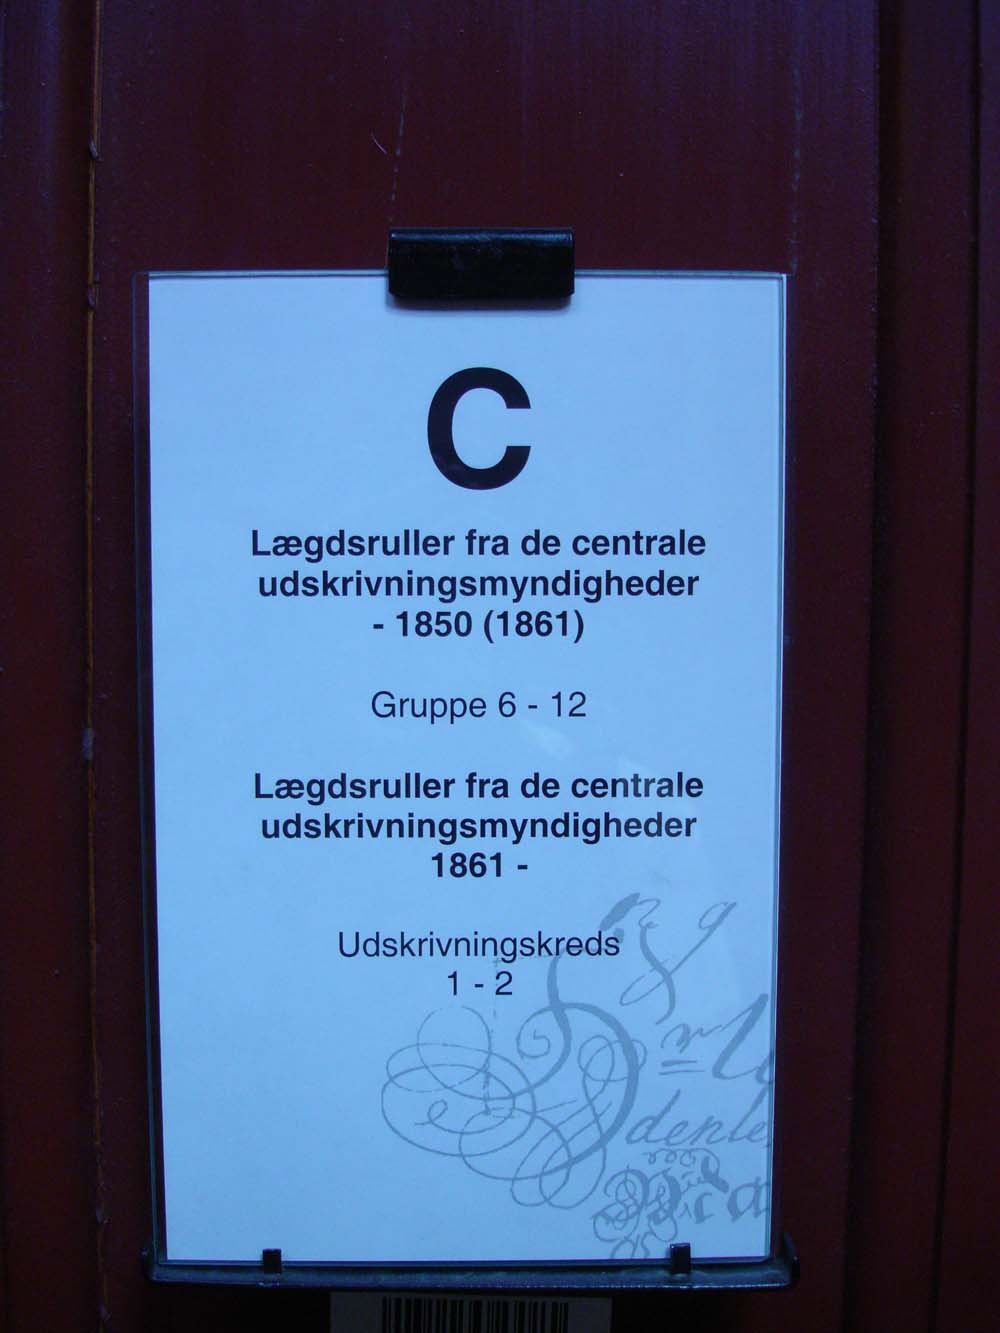 C
Lægdsruller fra de centrale
udskrivningsmyndigheder
- 1850 (1861)
Gruppe 6 - 12
Lægdsruller fra de centrale
udskrivningsmyndigheder
1861 -
Udskrivningskreds
1 - 2